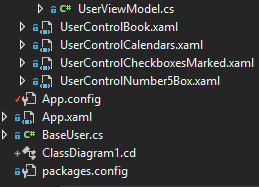 C# UserViewModel.cs
UserControlBook.xaml
UserControlCalendars.xaml
UserControlCheckboxesMarked.xaml
UserControlNumber5Box.xaml
App.config
App.xaml
C# BaseUser.cs
ClassDiagram1.cd
packages.config